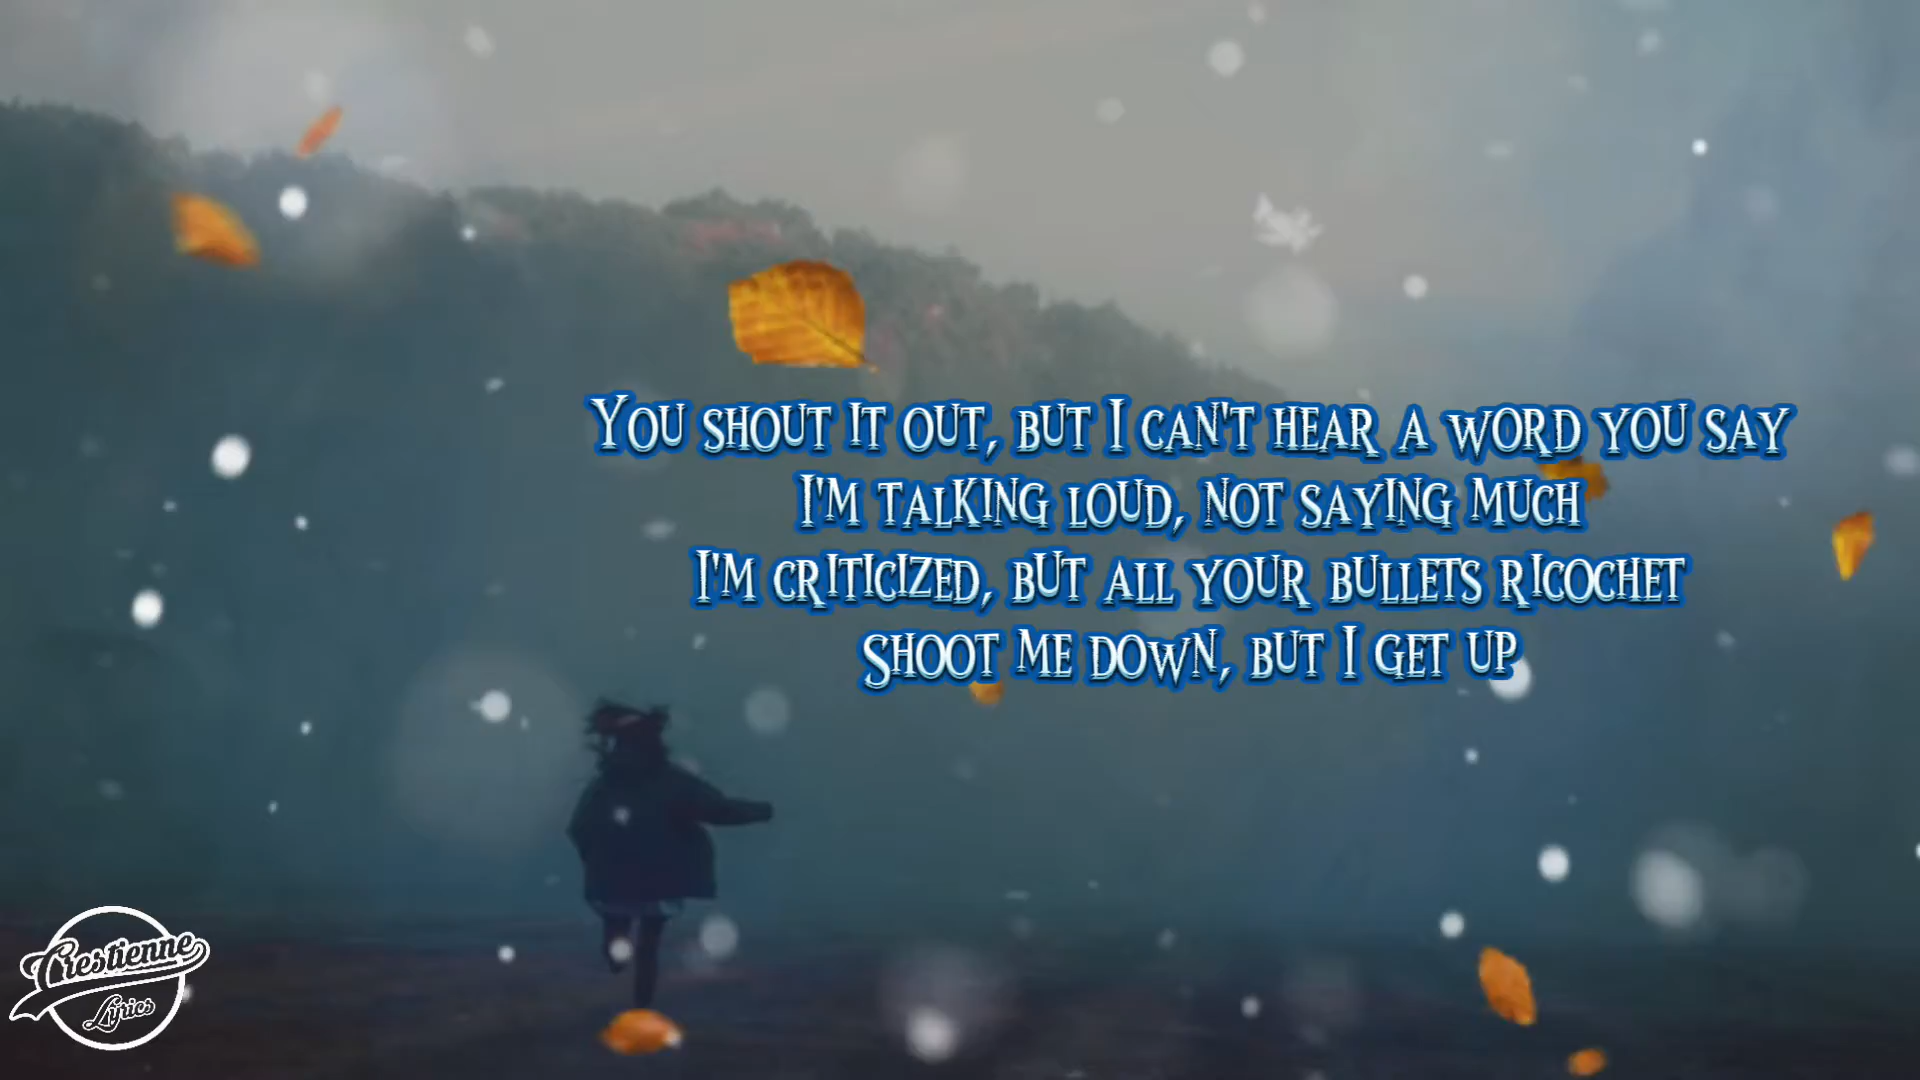 You shout it out, but I can't hear a word you say
I'm talking loud, not saying much
I'm criticized, but all your bullets ricochet
Shoot me down, but I get up
Crestienne
Lyrics